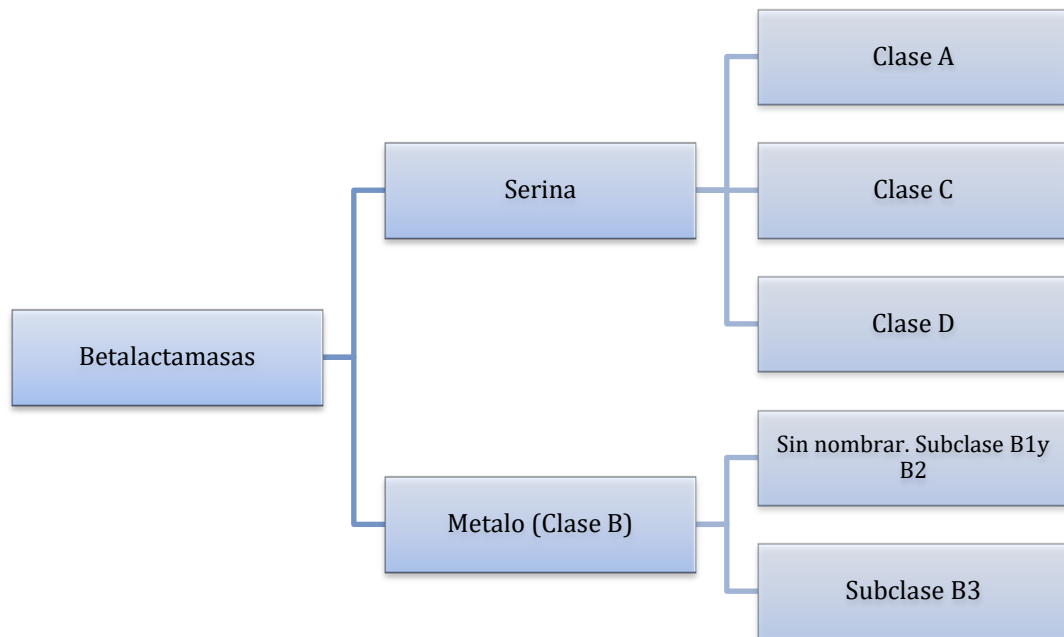 Clase A
Serina
Clase C
Clase D
Betalactamasas
Sin nombrar. Subclase B1y
B2
Metalo (Clase B)
Subclase B3